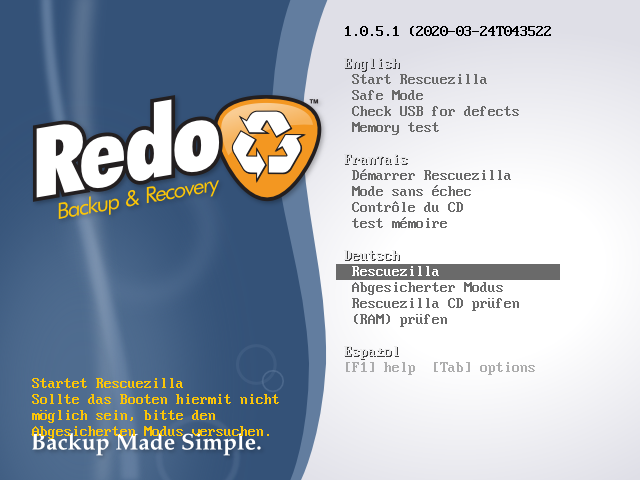 1.0.5.1 (2020-03-24T043522
English
Start Rescuezilla
Safe Mode
Check USB for defects
Memory test
Franтais
Démarrer Rescuezilla
Mode sans échec
Contrôle du CD
test mémoire
Deutsch
Rescuezilla
Abgesicherter Modus
Rescuezilla CD prüfen
(RAM) prüfen
Espaƚol
[F1] help [Tab] options
Redo™
Backup & Recovery
Startet Rescuezilla
Sollte das Booten hiermit nicht
möglich sein, bitte den
Abgesicherten Modus versuchen.
Backup Made Simple.